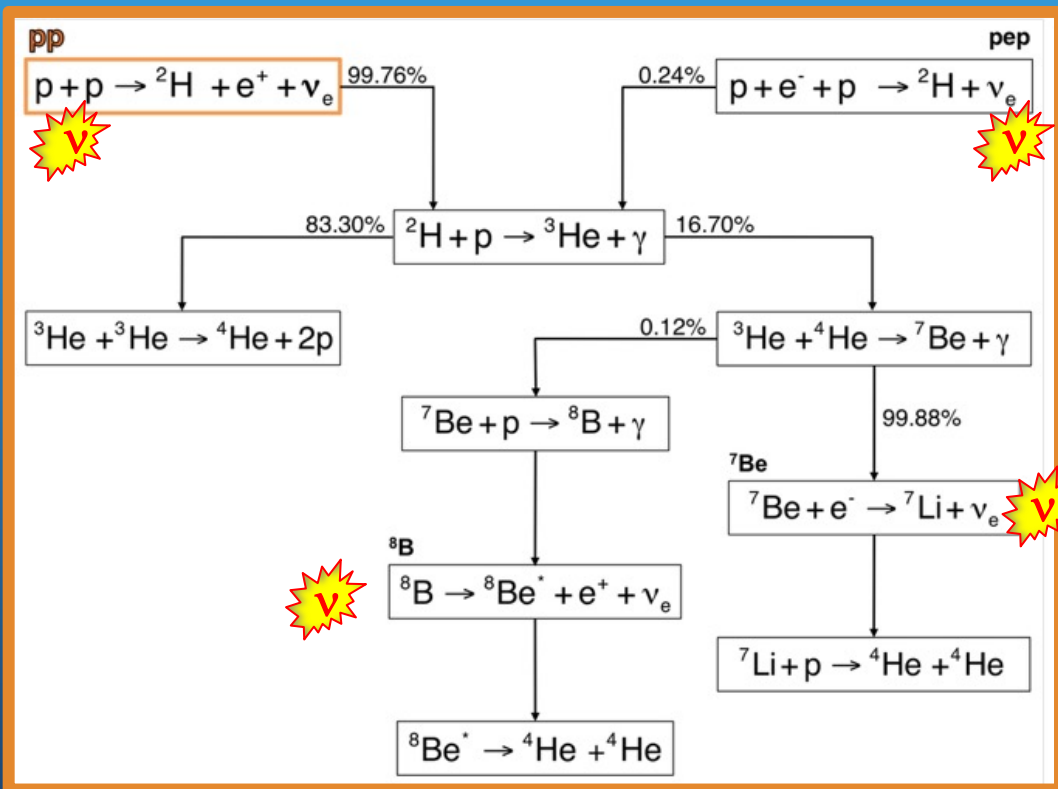 pp
pep
p + p → ²H + e⁺ + νₑ
99.76%
0.24%
p + e⁻ + p → ²H + νₑ
ν
ν
83.30%
²H + p → ³He + γ
16.70%
³He + ³He → ⁴He + 2p
0.12%
³He + ⁴He → ⁷Be + γ
⁷Be + p → ⁸B + γ
99.88%
⁷Be
⁷Be + e⁻ → ⁷Li + νₑ
ν
⁸B
ν
⁸B → ⁸Be* + e⁺ + νₑ
⁷Li + p → ⁴He + ⁴He
⁸Be* → ⁴He + ⁴He